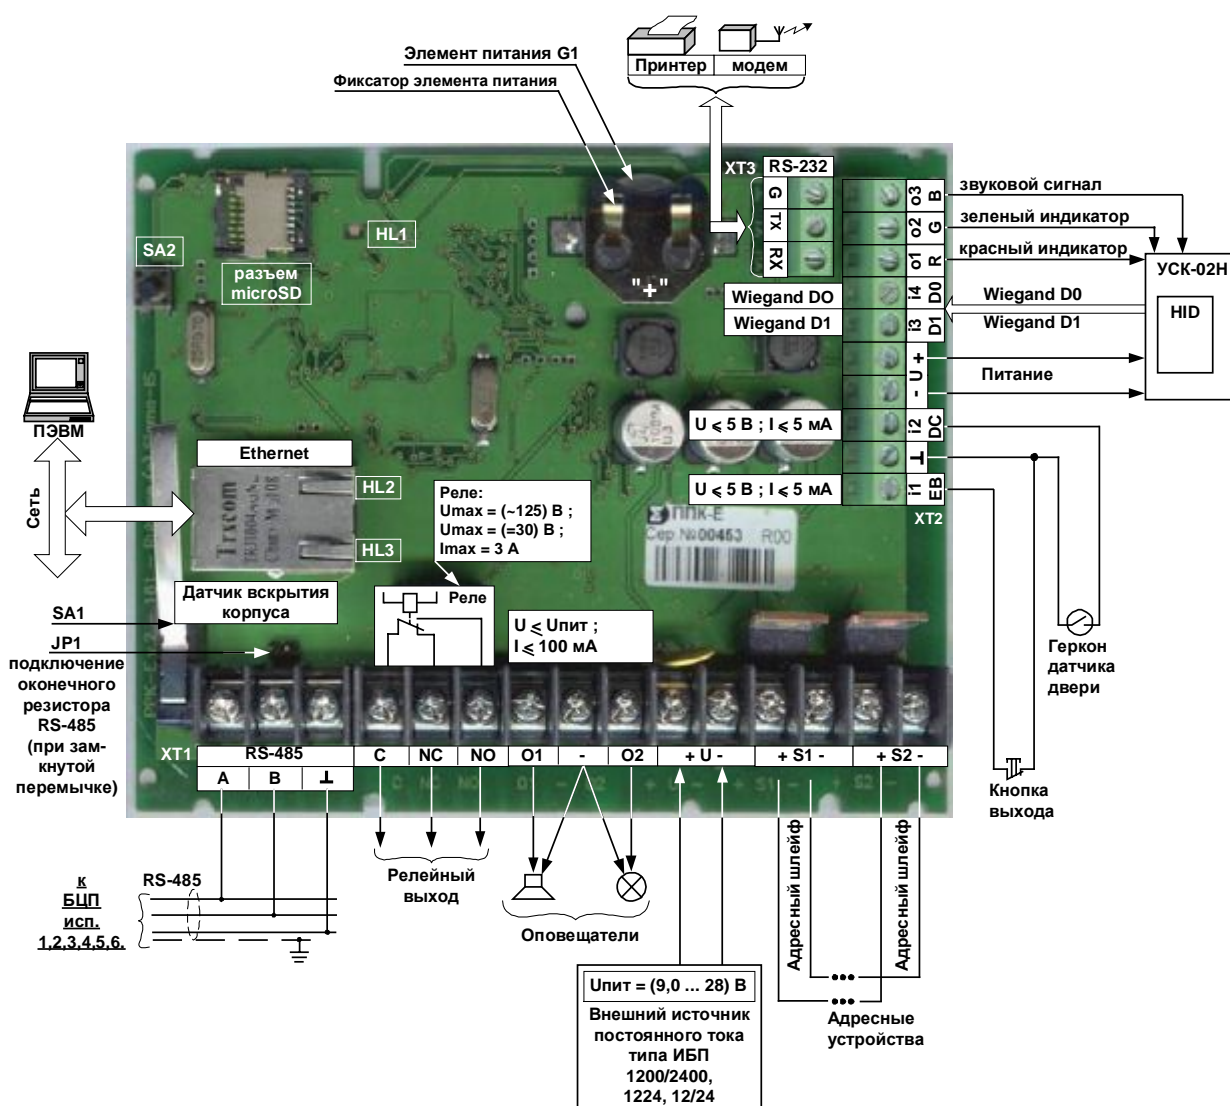 Элемент питания G1
Фиксатор элемента питания
Принтер
модем
XT3
RS-232
G
TX
RX
SA2
HL1
разъем
microSD
"+"
Wiegand DO
Wiegand D1
o3 B
o2 G
o1 R
i4 D0
i3 D1
- U +
i2 DC
⊥
i1 EB
XT2
звуковой сигнал
зеленый индикатор
красный индикатор
Wiegand D0
Wiegand D1
Питание
УСК-02Н
HID
U ⩽ 5 В ; I ⩽ 5 мА
U ⩽ 5 В ; I ⩽ 5 мА
ПЭВМ
Сеть
Ethernet
HL2
HL3
Trxcom
Реле:
Umax = (~125) В ;
Umax = (=30) В ;
Imax = 3 А
ППК-Е
Сер №00453 R00
Датчик вскрытия
корпуса
Реле
U ⩽ Uпит ;
I ⩽ 100 мА
SA1
JP1
подключение
оконечного
резистора
RS-485
(при зам-
кнутой
перемычке)
Геркон
датчика
двери
Кнопка
выхода
XT1
RS-485
A
B
⊥
C
NC
NO
O1
-
O2
+ U -
+ S1 -
+ S2 -
к
БЦП
исп.
1,2,3,4,5,6.
RS-485
Релейный
выход
Оповещатели
Адресный шлейф
Адресный шлейф
Адресные
устройства
Uпит = (9,0 ... 28) В
Внешний источник
постоянного тока
типа ИБП
1200/2400,
1224, 12/24